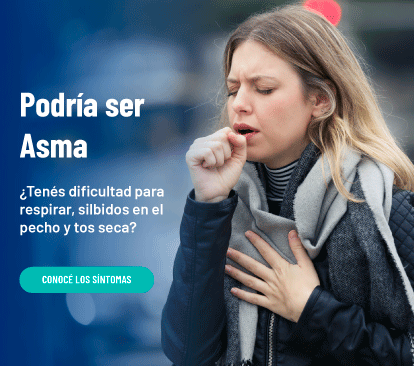 Podría ser
Asma
¿Tenés dificultad para
respirar, silbidos en el
pecho y tos seca?
CONOCÉ LOS SÍNTOMAS